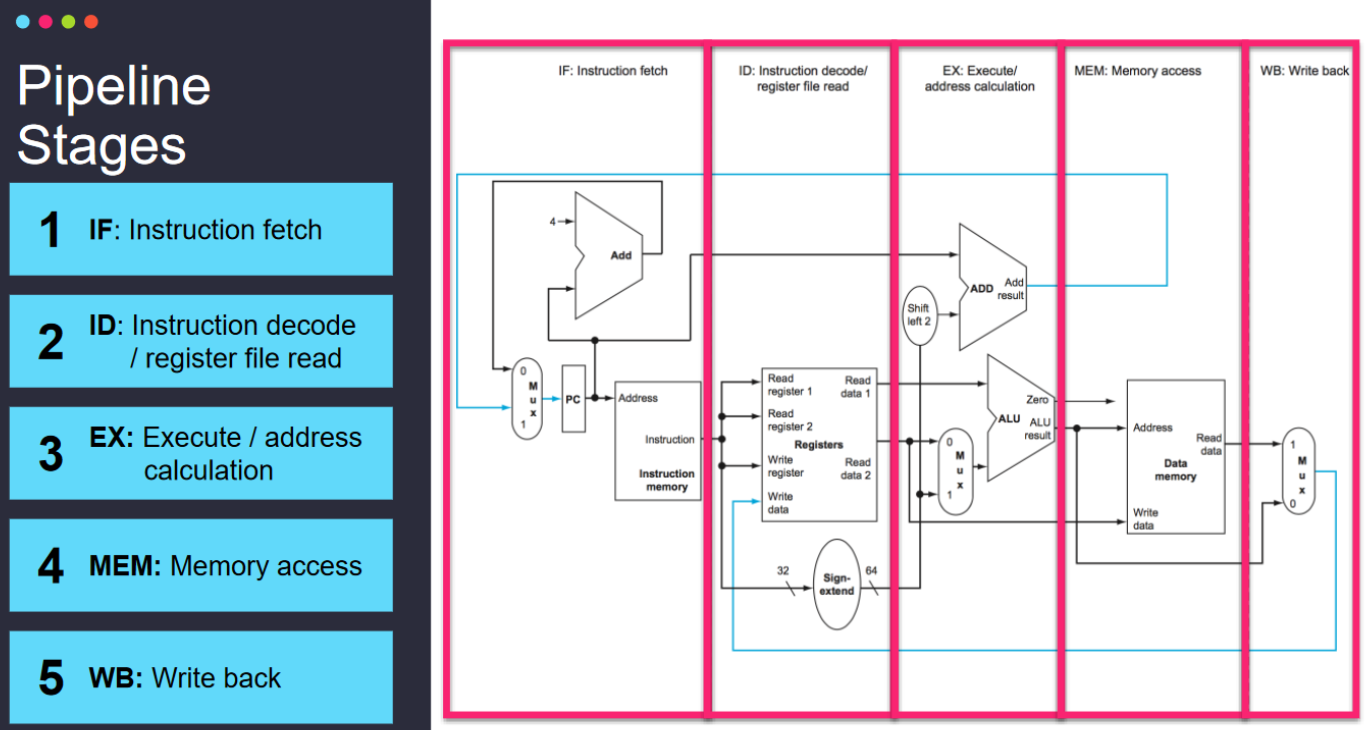 Pipeline
Stages
1 IF: Instruction fetch
2 ID: Instruction decode
/ register file read
3 EX: Execute / address
calculation
4 MEM: Memory access
5 WB: Write back
IF: Instruction fetch
ID: Instruction decode/
register file read
EX: Execute/
address calculation
MEM: Memory access
WB: Write back
4
Add
0
M
u
x
1
PC
Address
Instruction
Instruction
memory
Read
register 1
Read
register 2
Write
register
Write
data
Registers
Read
data 1
Read
data 2
32
Sign-
extend
64
Shift
left 2
ADD
Add
result
0
M
u
x
1
ALU
Zero
ALU
result
Address
Read
data
Data
memory
Write
data
1
M
u
x
0